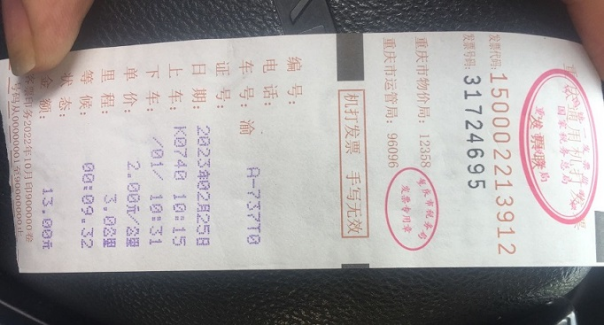 发票代码:150002213912
发票号码:31724695
重庆市物价局:12358
重庆市运管局:96096
机打发票 手写无效
编号:
电话:
车号:渝 A-737T0
证号:
日期:2023年02月25日
上车:K0740 10:15
下车:/01/ 10:31
单价:2.00元/公里
里程:3.0公里
等候:00:09:32
状态:
金额:13.00元